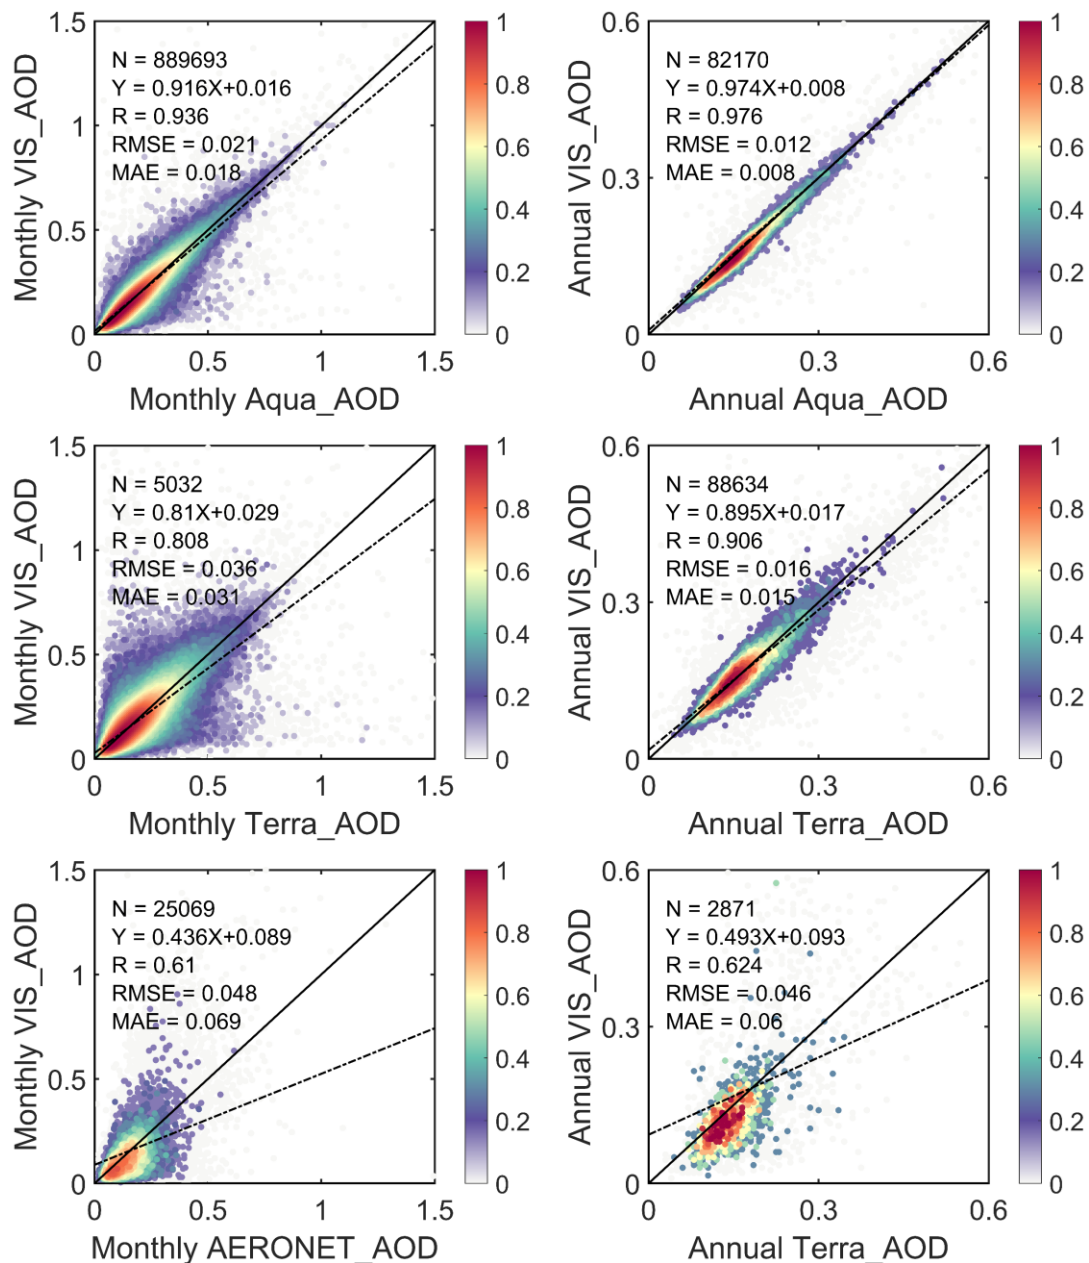 1.5
1
0.5
0
Monthly VIS_AOD
N = 889693
Y = 0.916X+0.016
R = 0.936
RMSE = 0.021
MAE = 0.018
0 0.5 1 1.5
Monthly Aqua_AOD
1
0.8
0.6
0.4
0.2
0
0.6
0.3
0
Annual VIS_AOD
N = 82170
Y = 0.974X+0.008
R = 0.976
RMSE = 0.012
MAE = 0.008
0 0.3 0.6
Annual Aqua_AOD
1
0.8
0.6
0.4
0.2
0
1.5
1
0.5
0
Monthly VIS_AOD
N = 5032
Y = 0.81X+0.029
R = 0.808
RMSE = 0.036
MAE = 0.031
0 0.5 1 1.5
Monthly Terra_AOD
1
0.8
0.6
0.4
0.2
0
0.6
0.3
0
Annual VIS_AOD
N = 88634
Y = 0.895X+0.017
R = 0.906
RMSE = 0.016
MAE = 0.015
0 0.3 0.6
Annual Terra_AOD
1
0.8
0.6
0.4
0.2
0
1.5
1
0.5
0
Monthly VIS_AOD
N = 25069
Y = 0.436X+0.089
R = 0.61
RMSE = 0.048
MAE = 0.069
0 0.5 1 1.5
Monthly AERONET_AOD
1
0.8
0.6
0.4
0.2
0
0.6
0.3
0
Annual VIS_AOD
N = 2871
Y = 0.493X+0.093
R = 0.624
RMSE = 0.046
MAE = 0.06
0 0.3 0.6
Annual Terra_AOD
1
0.8
0.6
0.4
0.2
0